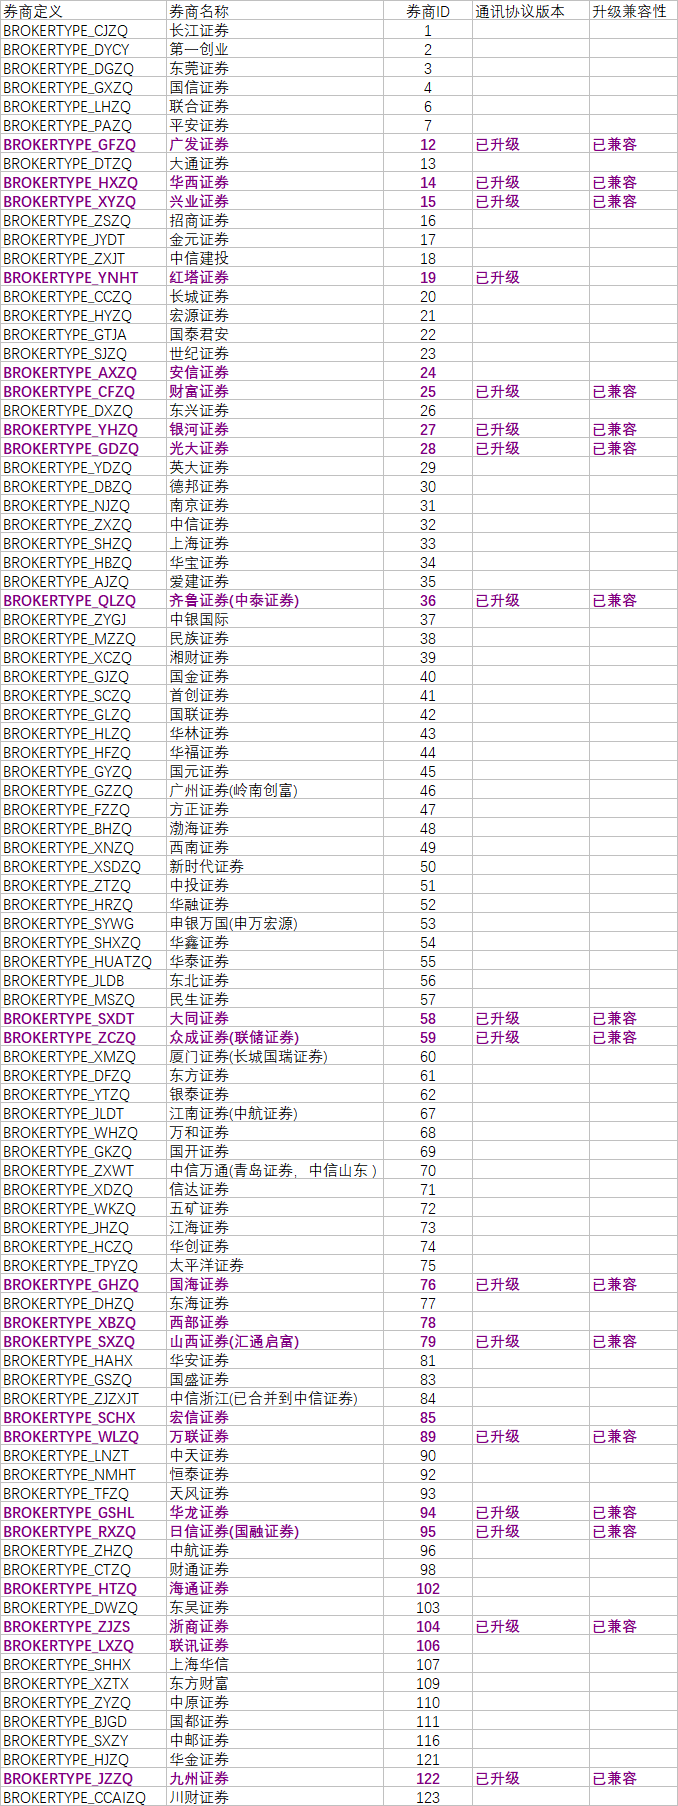 券商定义 券商名称 券商ID 通讯协议版本 升级兼容性
BROKERTYPE_CJZQ 长江证券 1
BROKERTYPE_DYCY 第一创业 2
BROKERTYPE_DGZQ 东莞证券 3
BROKERTYPE_GXZQ 国信证券 4
BROKERTYPE_LHZQ 联合证券 6
BROKERTYPE_PAZQ 平安证券 7
BROKERTYPE_GFZQ 广发证券 12 已升级 已兼容
BROKERTYPE_DTZQ 大通证券 13
BROKERTYPE_HXZQ 华西证券 14 已升级 已兼容
BROKERTYPE_XYZQ 兴业证券 15 已升级 已兼容
BROKERTYPE_ZSZQ 招商证券 16
BROKERTYPE_JYDT 金元证券 17
BROKERTYPE_ZXJT 中信建投 18
BROKERTYPE_YNHT 红塔证券 19 已升级
BROKERTYPE_CCZQ 长城证券 20
BROKERTYPE_HYZQ 宏源证券 21
BROKERTYPE_GTJA 国泰君安 22
BROKERTYPE_SJZQ 世纪证券 23
BROKERTYPE_AXZQ 安信证券 24
BROKERTYPE_CFZQ 财富证券 25 已升级 已兼容
BROKERTYPE_DXZQ 东兴证券 26
BROKERTYPE_YHZQ 银河证券 27 已升级 已兼容
BROKERTYPE_GDZQ 光大证券 28 已升级 已兼容
BROKERTYPE_YDZQ 英大证券 29
BROKERTYPE_DBZQ 德邦证券 30
BROKERTYPE_NJZQ 南京证券 31
BROKERTYPE_ZXZQ 中信证券 32
BROKERTYPE_SHZQ 上海证券 33
BROKERTYPE_HBZQ 华宝证券 34
BROKERTYPE_AJZQ 爱建证券 35
BROKERTYPE_QLZQ 齐鲁证券(中泰证券) 36 已升级 已兼容
BROKERTYPE_ZYGJ 中银国际 37
BROKERTYPE_MZZQ 民族证券 38
BROKERTYPE_XCZQ 湘财证券 39
BROKERTYPE_GJZQ 国金证券 40
BROKERTYPE_SCZQ 首创证券 41
BROKERTYPE_GLZQ 国联证券 42
BROKERTYPE_HLZQ 华林证券 43
BROKERTYPE_HFZQ 华福证券 44
BROKERTYPE_GYZQ 国元证券 45
BROKERTYPE_GZZQ 广州证券(岭南创富) 46
BROKERTYPE_FZZQ 方正证券 47
BROKERTYPE_BHZQ 渤海证券 48
BROKERTYPE_XNZQ 西南证券 49
BROKERTYPE_XSDZQ 新时代证券 50
BROKERTYPE_ZTZQ 中投证券 51
BROKERTYPE_HRZQ 华融证券 52
BROKERTYPE_SYWG 申银万国(申万宏源) 53
BROKERTYPE_SHXZQ 华鑫证券 54
BROKERTYPE_HUATZQ 华泰证券 55
BROKERTYPE_JLDB 东北证券 56
BROKERTYPE_MSZQ 民生证券 57
BROKERTYPE_SXDT 大同证券 58 已升级 已兼容
BROKERTYPE_ZCZQ 众成证券(联储证券) 59 已升级 已兼容
BROKERTYPE_XMZQ 厦门证券(长城国瑞证券) 60
BROKERTYPE_DFZQ 东方证券 61
BROKERTYPE_YTZQ 银泰证券 62
BROKERTYPE_JLDT 江南证券(中航证券) 67
BROKERTYPE_WHZQ 万和证券 68
BROKERTYPE_GKZQ 国开证券 69
BROKERTYPE_ZXWT 中信万通(青岛证券，中信山东 ) 70
BROKERTYPE_XDZQ 信达证券 71
BROKERTYPE_WKZQ 五矿证券 72
BROKERTYPE_JHZQ 江海证券 73
BROKERTYPE_HCZQ 华创证券 74
BROKERTYPE_TPYZQ 太平洋证券 75
BROKERTYPE_GHZQ 国海证券 76 已升级 已兼容
BROKERTYPE_DHZQ 东海证券 77
BROKERTYPE_XBZQ 西部证券 78
BROKERTYPE_SXZQ 山西证券(汇通启富) 79 已升级 已兼容
BROKERTYPE_HAHX 华安证券 81
BROKERTYPE_GSZQ 国盛证券 83
BROKERTYPE_ZJZXJT 中信浙江(已合并到中信证券) 84
BROKERTYPE_SCHX 宏信证券 85
BROKERTYPE_WLZQ 万联证券 89 已升级 已兼容
BROKERTYPE_LNZT 中天证券 90
BROKERTYPE_NMHT 恒泰证券 92
BROKERTYPE_TFZQ 天风证券 93
BROKERTYPE_GSHL 华龙证券 94 已升级 已兼容
BROKERTYPE_RXZQ 日信证券(国融证券) 95 已升级 已兼容
BROKERTYPE_ZHZQ 中航证券 96
BROKERTYPE_CTZQ 财通证券 98
BROKERTYPE_HTZQ 海通证券 102
BROKERTYPE_DWZQ 东吴证券 103
BROKERTYPE_ZJZS 浙商证券 104 已升级 已兼容
BROKERTYPE_LXZQ 联讯证券 106
BROKERTYPE_SHHX 上海华信 107
BROKERTYPE_XZTX 东方财富 109
BROKERTYPE_ZYZQ 中原证券 110
BROKERTYPE_BJGD 国都证券 111
BROKERTYPE_SXZY 中邮证券 116
BROKERTYPE_HJZQ 华金证券 121
BROKERTYPE_JZZQ 九州证券 122 已升级 已兼容
BROKERTYPE_CCAIZQ 川财证券 123